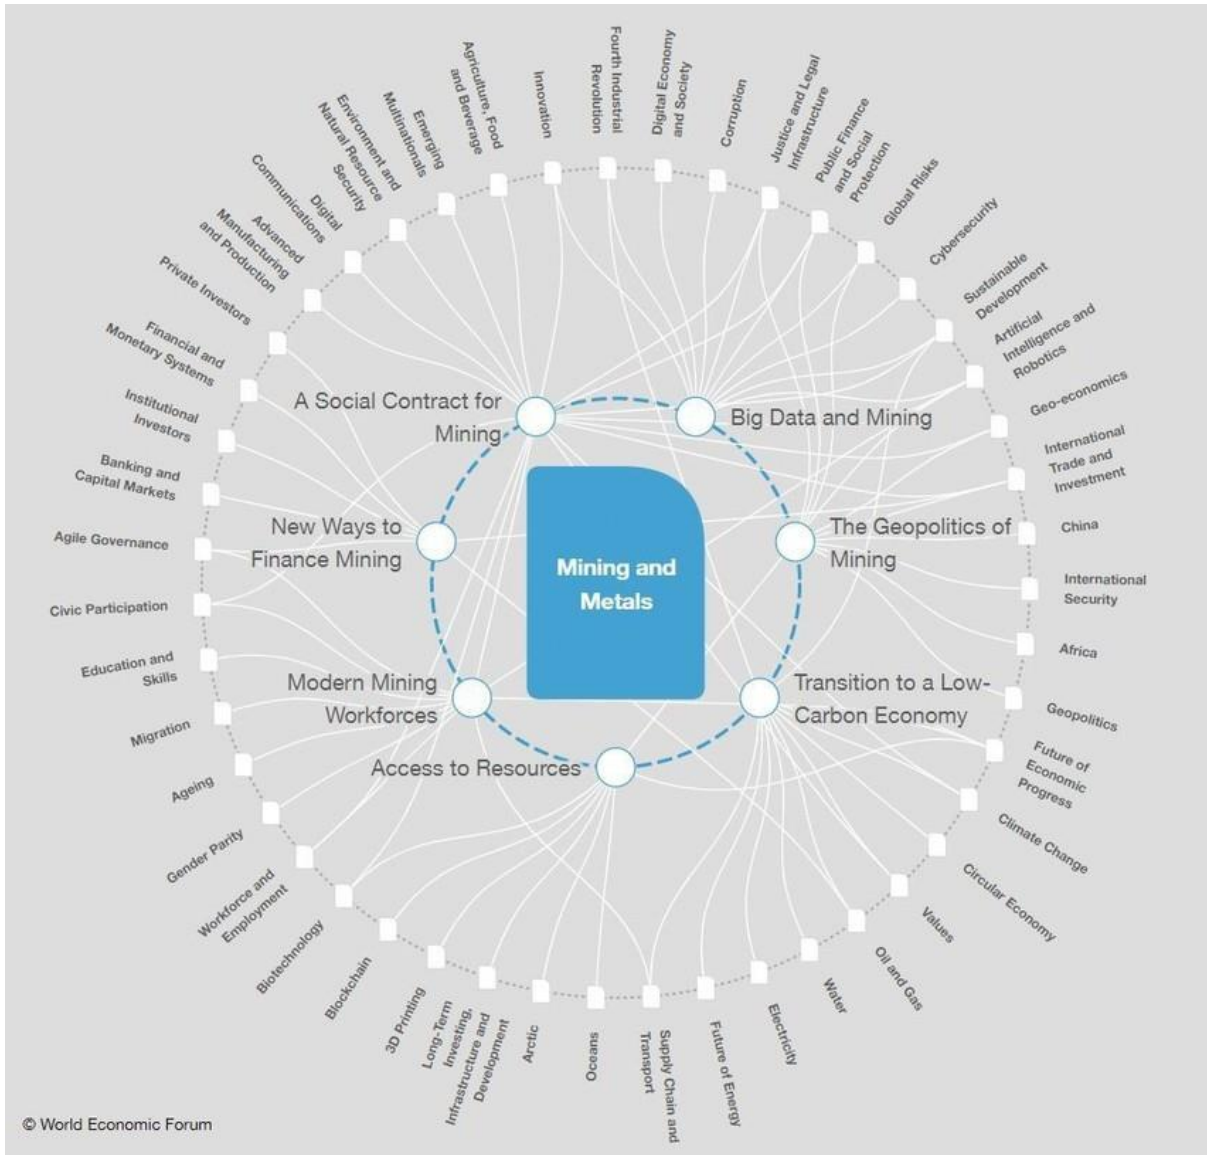 Agriculture, Food
and Beverage
Innovation
Fourth Industrial
Revolution
Digital Economy
and Society
Corruption
Justice and Legal
Infrastructure
Public Finance
and Social
Protection
Global Risks
Cybersecurity
Sustainable
Development
Artificial
Intelligence and
Robotics
Geo-economics
International
Trade and
Investment
China
International
Security
Africa
Geopolitics
Future of
Economic
Progress
Climate Change
Circular Economy
Values
Oil and Gas
Water
Electricity
Future of Energy
Supply Chain and
Transport
Oceans
Arctic
Long-Term
Investing,
Infrastructure and
Development
3D Printing
Blockchain
Biotechnology
Workforce and
Employment
Gender Parity
Ageing
Migration
Education and
Skills
Civic Participation
Agile Governance
Banking and
Capital Markets
Institutional
Investors
Financial and
Monetary Systems
Private Investors
Advanced
Manufacturing
and Production
Digital
Communications
Environment and
Natural Resource
Security
Emerging
Multinationals
A Social Contract for
Mining
Big Data and Mining
New Ways to
Finance Mining
The Geopolitics of
Mining
Mining and
Metals
Modern Mining
Workforces
Transition to a Low-
Carbon Economy
Access to Resources
© World Economic Forum